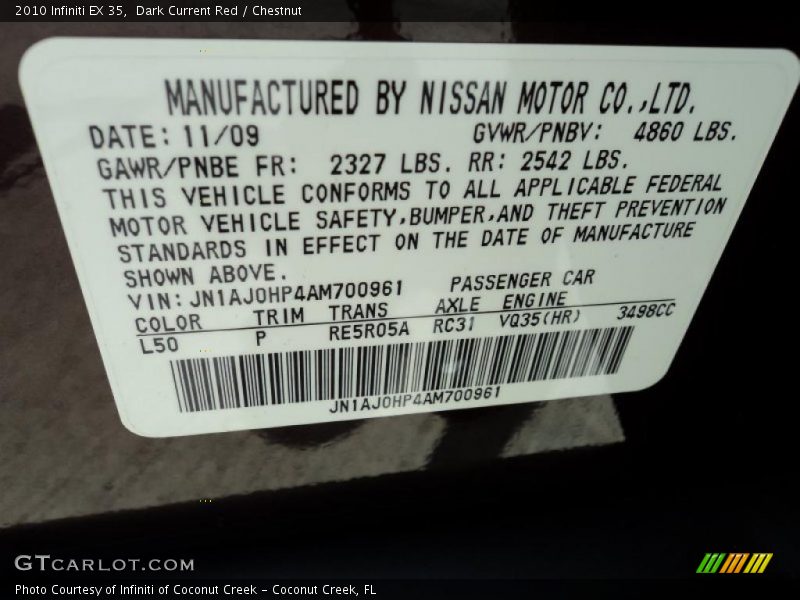 2010 Infiniti EX 35,  Dark Current Red / Chestnut
MANUFACTURED BY NISSAN MOTOR CO.,LTD.
DATE: 11/09 GVWR/PNBV: 4860 LBS.
GAWR/PNBE FR: 2327 LBS. RR: 2542 LBS.
THIS VEHICLE CONFORMS TO ALL APPLICABLE FEDERAL
MOTOR VEHICLE SAFETY,BUMPER,AND THEFT PREVENTION
STANDARDS IN EFFECT ON THE DATE OF MANUFACTURE
SHOWN ABOVE.
VIN: JN1AJ0HP4AM700961 PASSENGER CAR
COLOR TRIM TRANS AXLE ENGINE
L50 P RE5R05A RC31 VQ35(HR) 3498CC
JN1AJ0HP4AM700961
GTCARLOT.COM
Photo Courtesy of Infiniti of Coconut Creek – Coconut Creek, FL